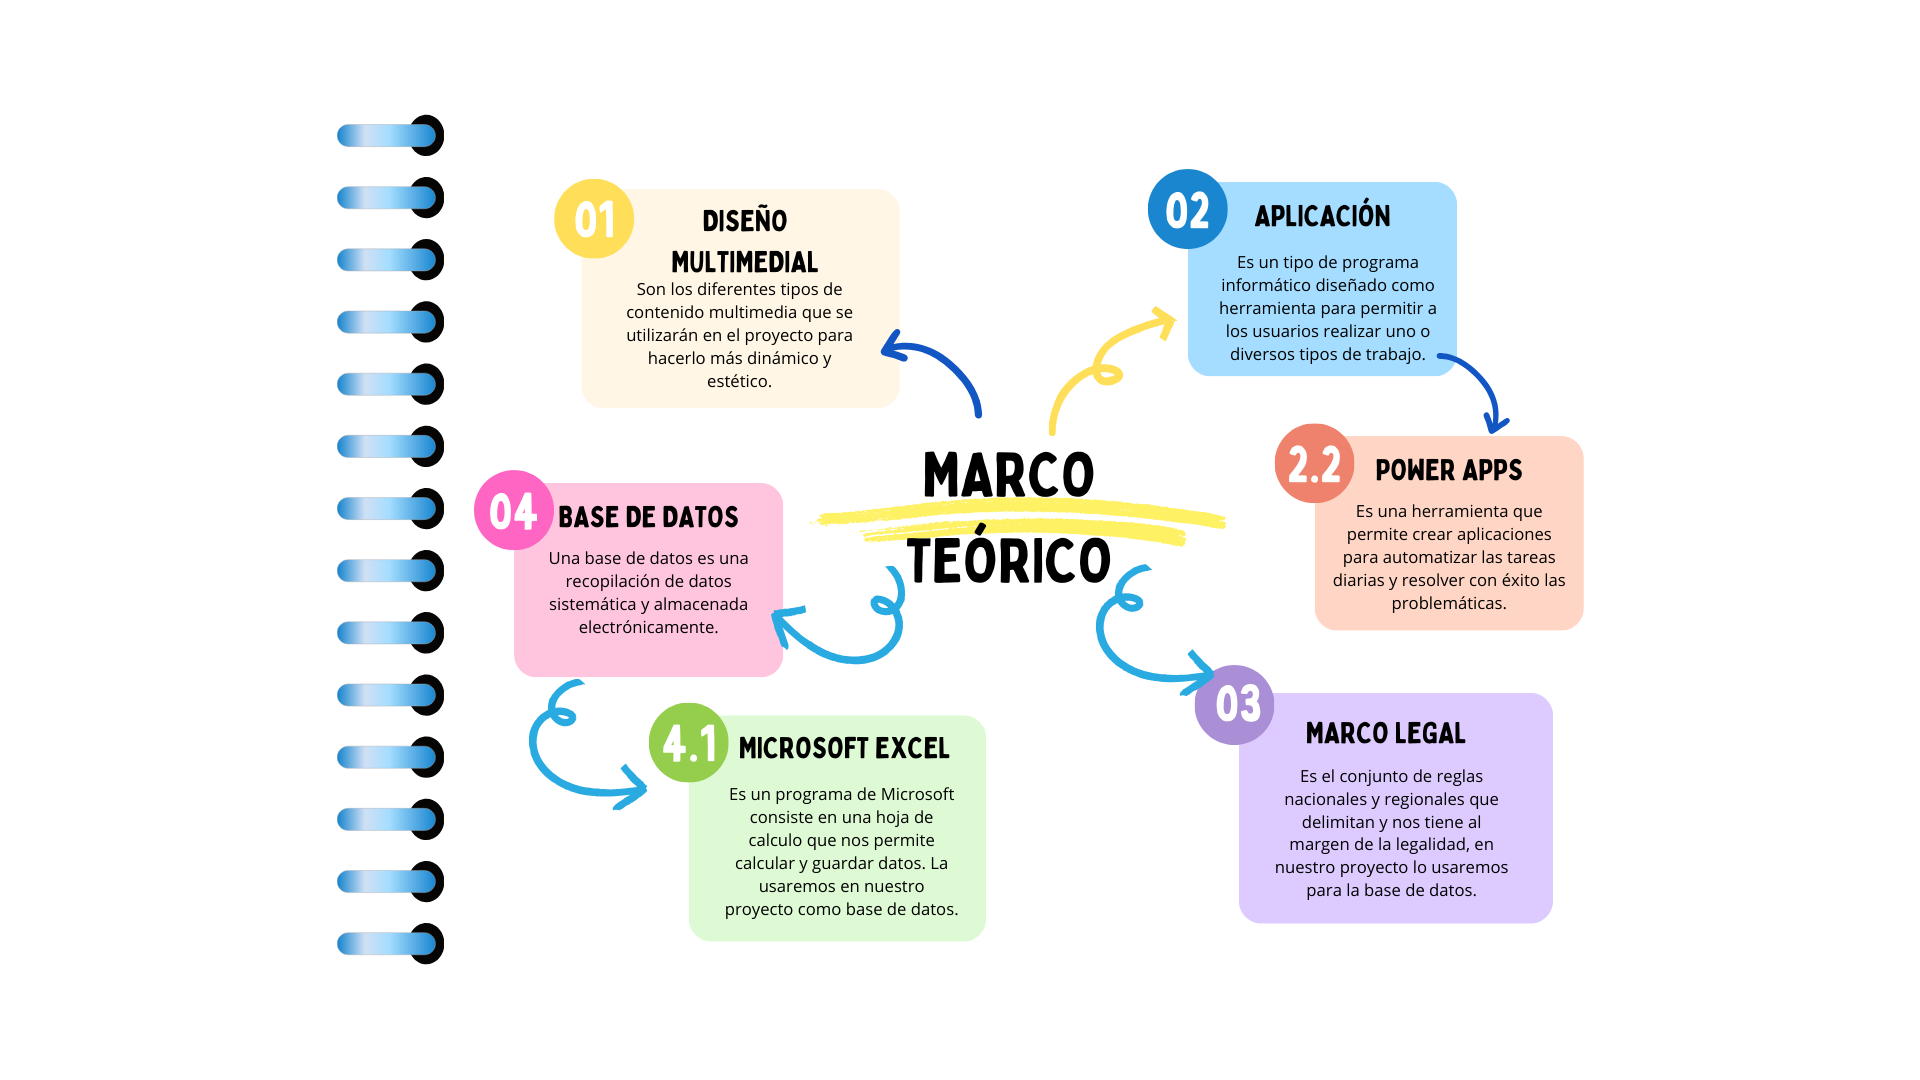 MARCO
TEÓRICO
01
DISEÑO
MULTIMEDIAL
Son los diferentes tipos de
contenido multimedia que se
utilizarán en el proyecto para
hacerlo más dinámico y
estético.
02
APLICACIÓN
Es un tipo de programa
informático diseñado como
herramienta para permitir a
los usuarios realizar uno o
diversos tipos de trabajo.
2.2
POWER APPS
Es una herramienta que
permite crear aplicaciones
para automatizar las tareas
diarias y resolver con éxito las
problemáticas.
03
MARCO LEGAL
Es el conjunto de reglas
nacionales y regionales que
delimitan y nos tiene al
margen de la legalidad, en
nuestro proyecto lo usaremos
para la base de datos.
04
BASE DE DATOS
Una base de datos es una
recopilación de datos
sistemática y almacenada
electrónicamente.
4.1
MICROSOFT EXCEL
Es un programa de Microsoft
consiste en una hoja de
calculo que nos permite
calcular y guardar datos. La
usaremos en nuestro
proyecto como base de datos.